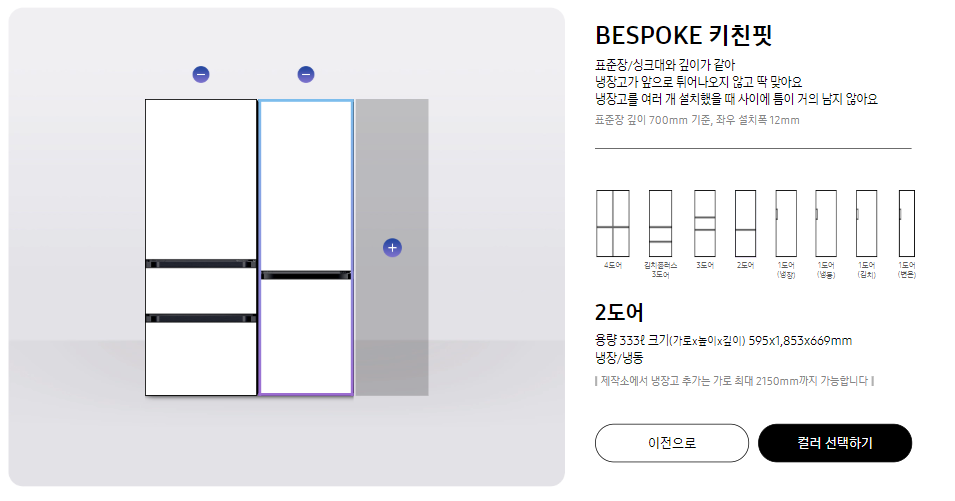 BESPOKE 키친핏
표준장/싱크대와 깊이가 같아
냉장고가 앞으로 튀어나오지 않고 딱 맞아요
냉장고를 여러 개 설치했을 때 사이에 틈이 거의 남지 않아요
표준장 깊이 700mm 기준, 좌우 설치폭 12mm
4도어
김치플러스
3도어
3도어
2도어
1도어
(냉장)
1도어
(냉동)
1도어
(김치)
1도어
(변온)
2도어
용량 333ℓ 크기(가로x높이x깊이) 595x1,853x669mm
냉장/냉동
‖ 제작소에서 냉장고 추가는 가로 최대 2150mm까지 가능합니다 ‖
이전으로
컬러 선택하기